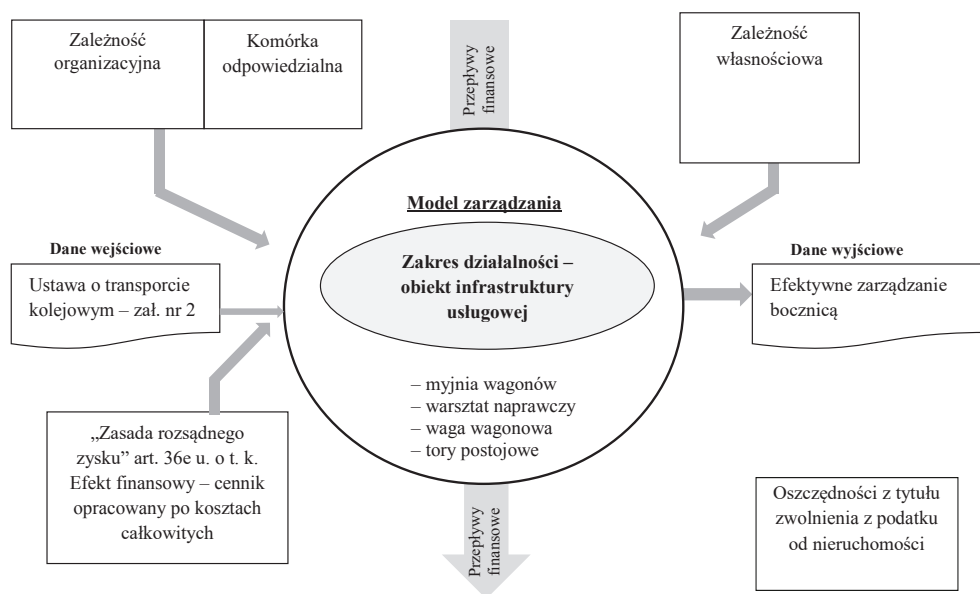 Zależność
organizacyjna
Komórka
odpowiedzialna
Przepływy
finansowe
Zależność
własnościowa
Model zarządzania
Dane wejściowe
Ustawa o transporcie
kolejowym – zał. nr 2
Zakres działalności –
obiekt infrastruktury
usługowej
Dane wyjściowe
Efektywne zarządzanie
bocznicą
– myjnia wagonów
– warsztat naprawczy
– waga wagonowa
– tory postojowe
„Zasada rozsądnego
zysku” art. 36e u. o t. k.
Efekt finansowy – cennik
opracowany po kosztach
całkowitych
Przepływy
finansowe
Oszczędności z tytułu
zwolnienia z podatku
od nieruchomości